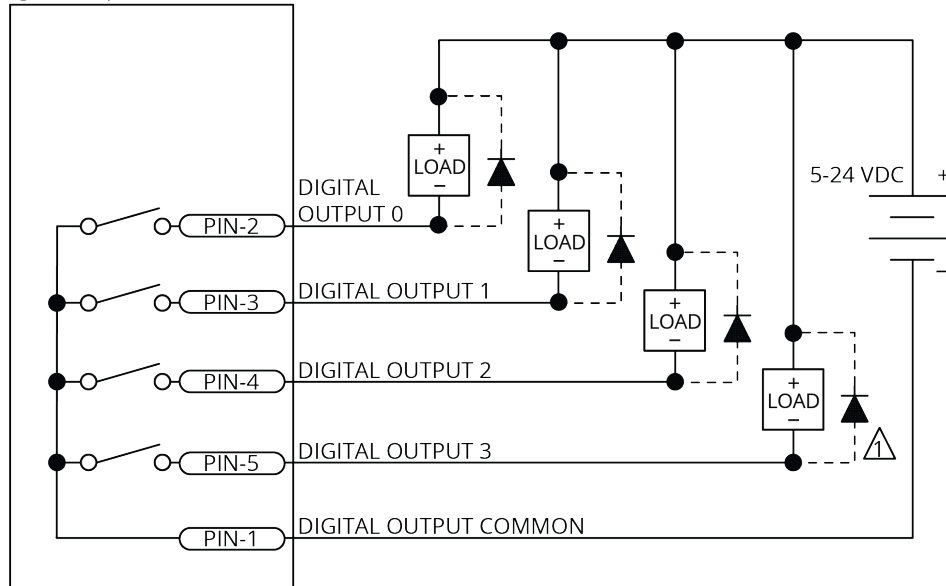 5-24 VDC +
+
LOAD
–
DIGITAL
OUTPUT 0
PIN-2
+
LOAD
–
–
DIGITAL OUTPUT 1
PIN-3
+
LOAD
–
DIGITAL OUTPUT 2
PIN-4
+
LOAD
–
DIGITAL OUTPUT 3
PIN-5
1
DIGITAL OUTPUT COMMON
PIN-1